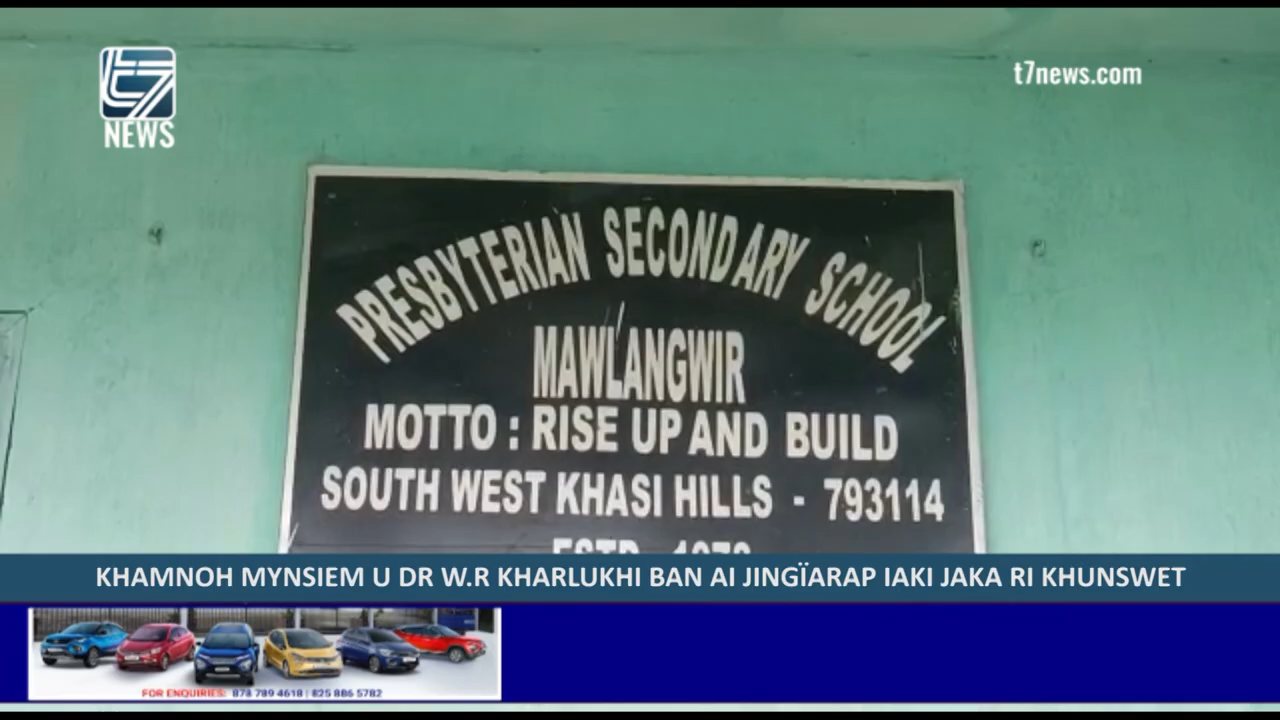 t7
NEWS
t7news.com
PRESBYTERIAN SECONDARY SCHOOL
MAWLANGWIR
MOTTO : RISE UP AND BUILD
SOUTH WEST KHASI HILLS - 793114
KHAMNOH MYNSIEM U DR W.R KHARLUKHI BAN AI JINGÏARAP IAKI JAKA RI KHUNSWET
FOR ENQUIRIES: 878 789 4618 | 825 886 5782